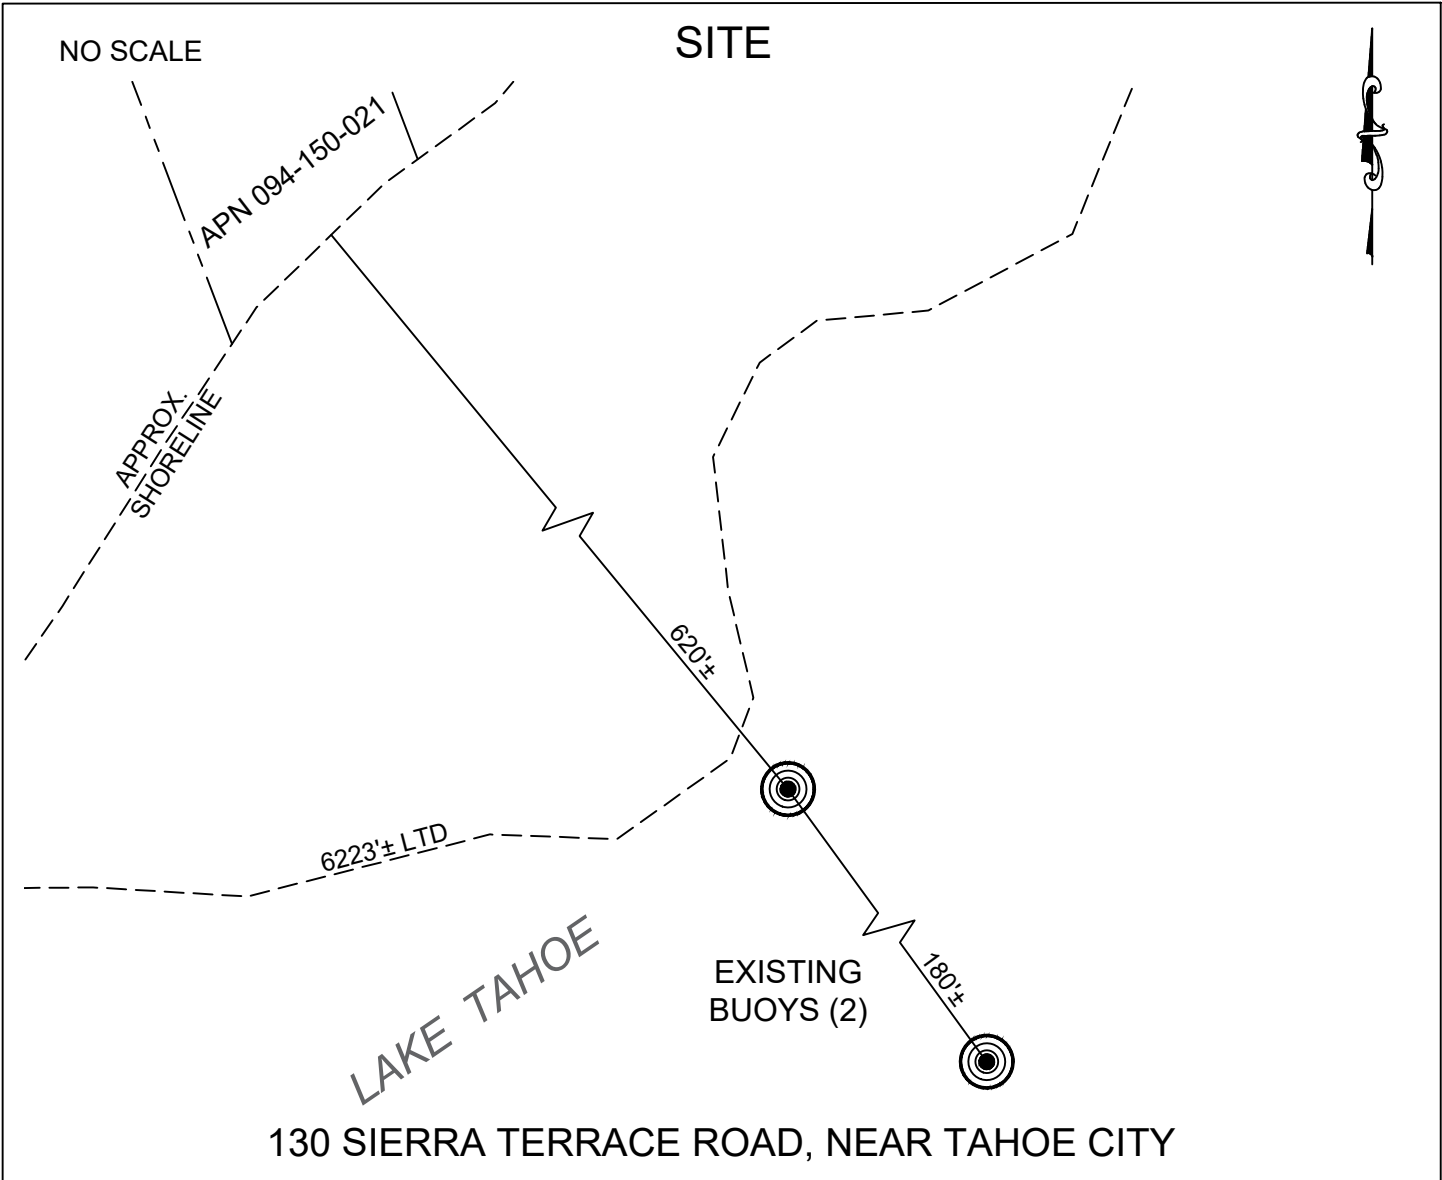 NO SCALE
SITE
APN 094-150-021
APPROX.
SHORELINE
620'±
6223'± LTD
LAKE TAHOE
EXISTING
BUOYS (2)
180'±
130 SIERRA TERRACE ROAD, NEAR TAHOE CITY